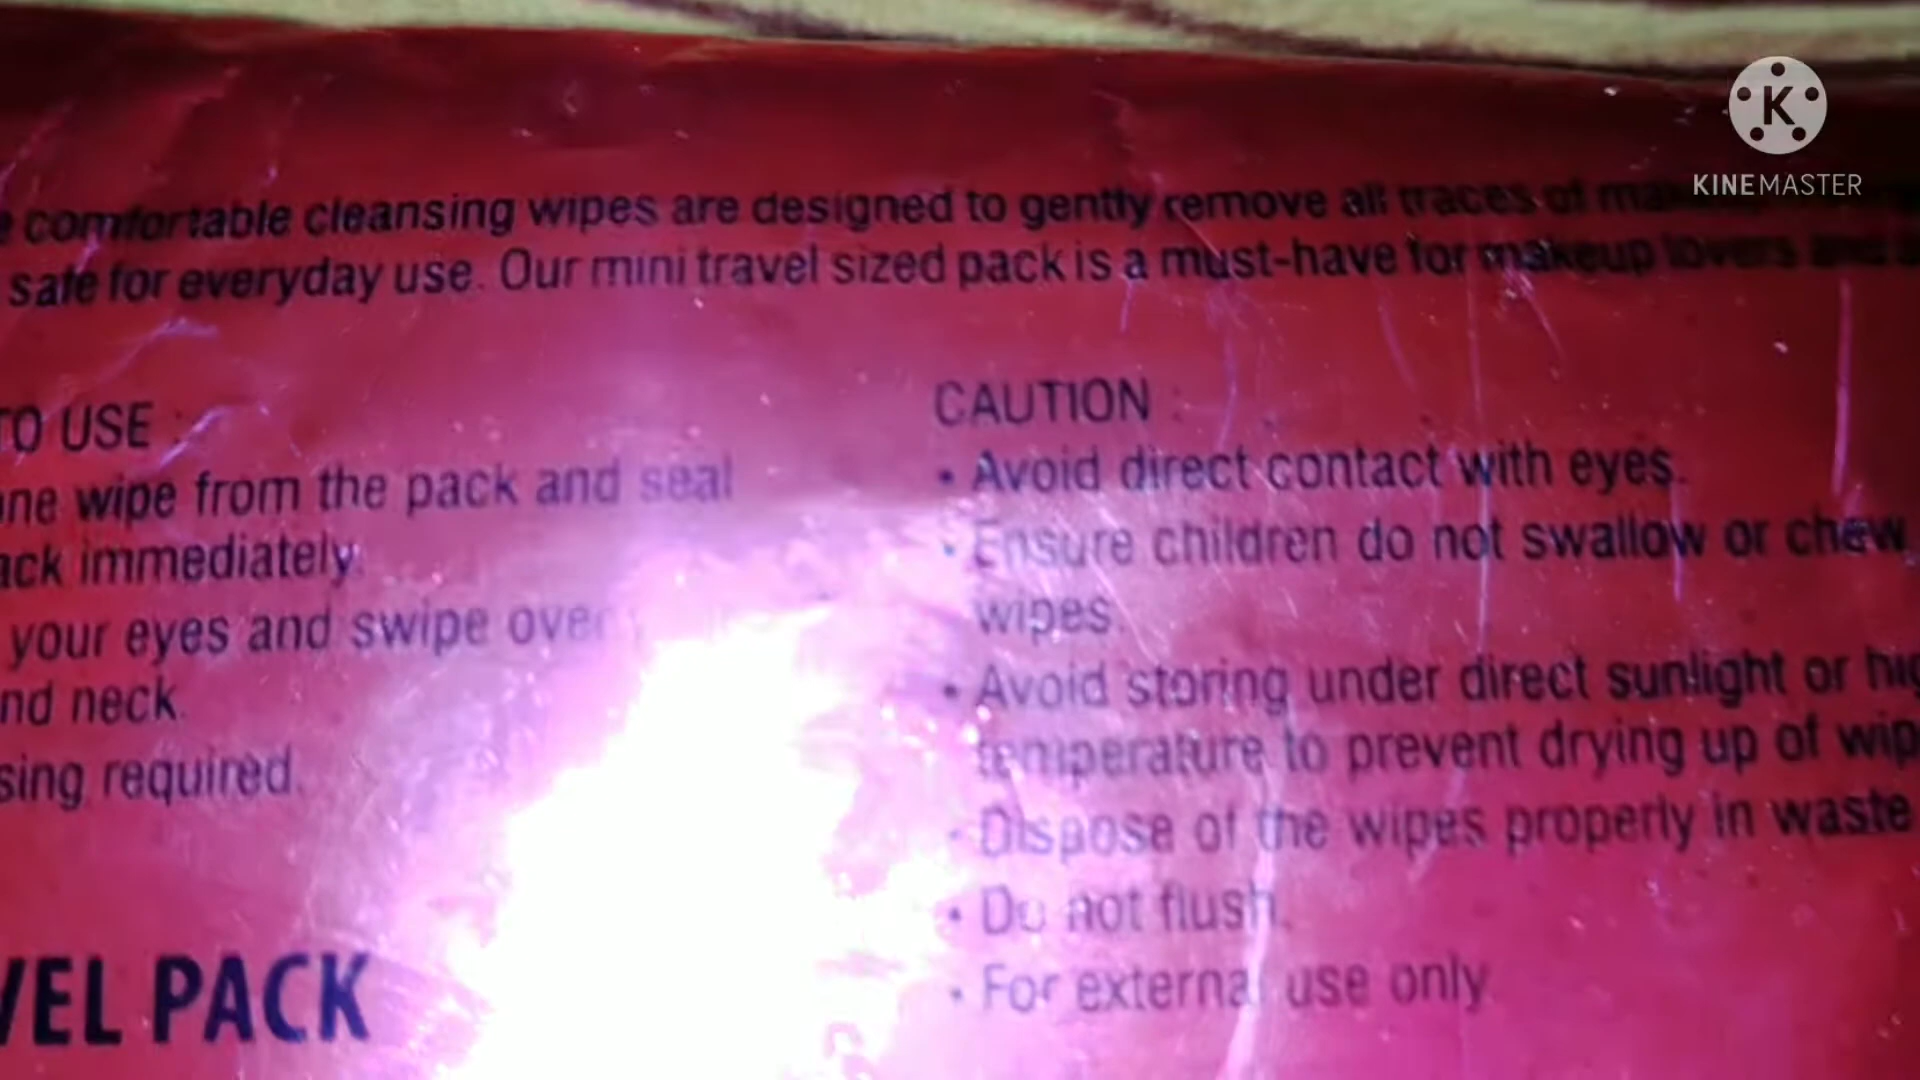 comfortable cleansing wipes are designed to gently remove all traces of
safe for everyday use. Our mini travel sized pack is a must-have for makeup lovers and
TO USE :
one wipe from the pack and seal
immediately.
your eyes and swipe over
and neck.
required.
VEL PACK
CAUTION :
• Avoid direct contact with eyes.
• Ensure children do not swallow or chew
wipes.
• Avoid storing under direct sunlight or
temperature to prevent drying up of
• Dispose of the wipes properly in waste
• Do not flush.
• For external use only
K
KINEMASTER